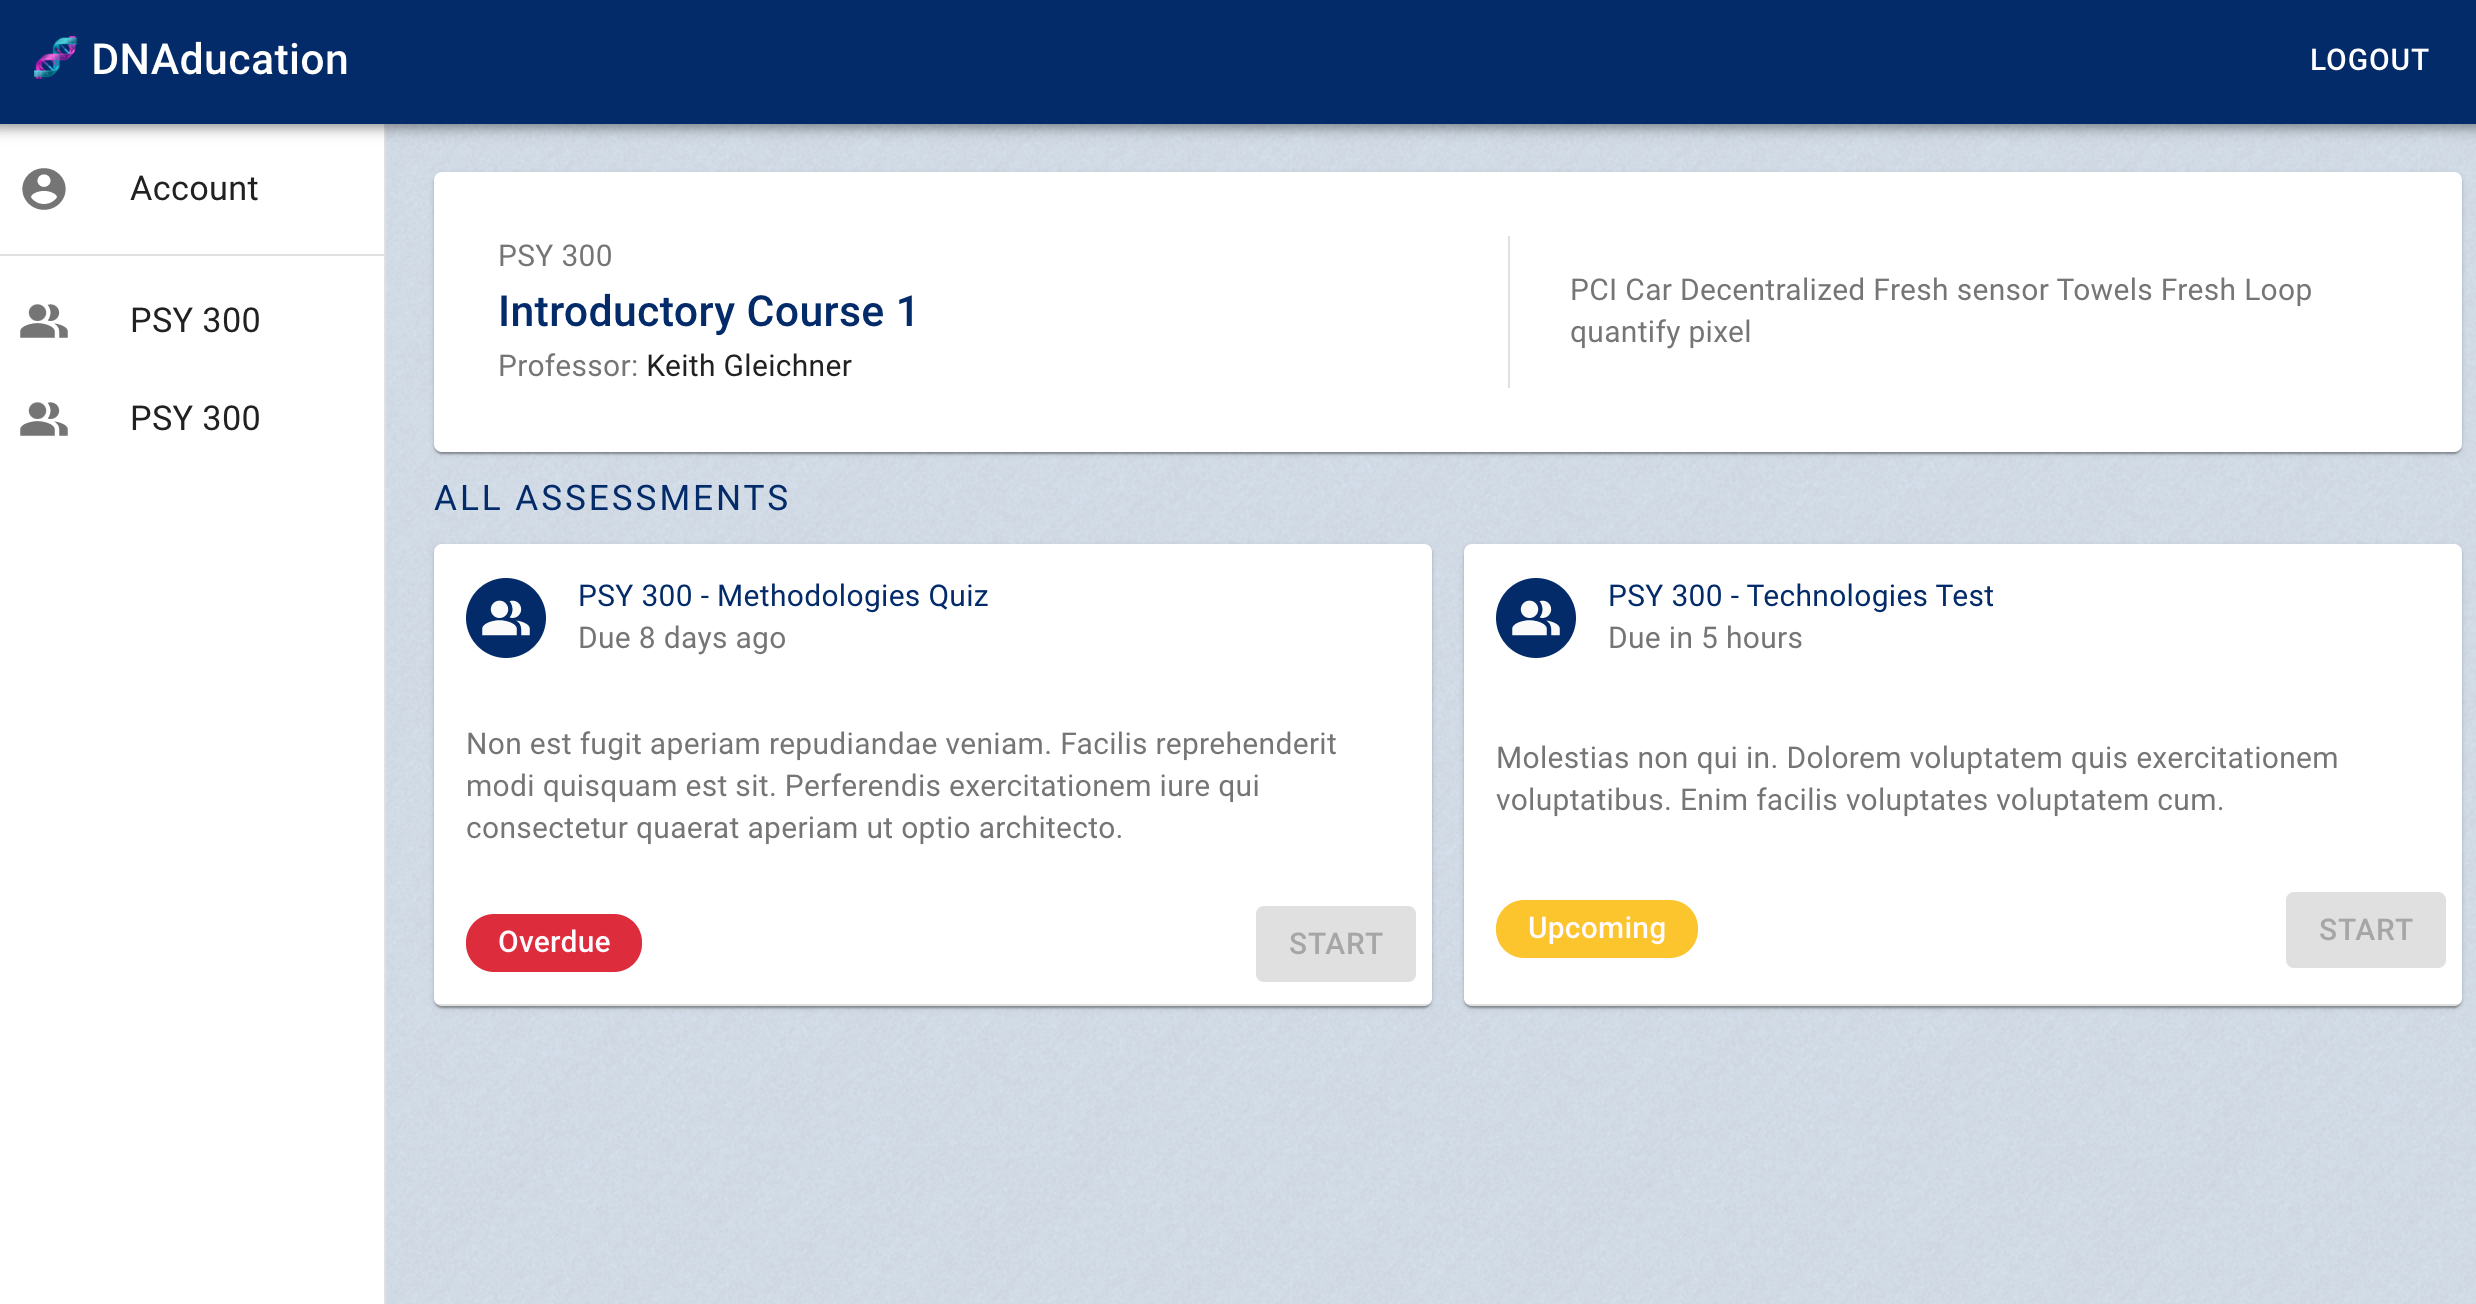 DNAducation
LOGOUT
Account
PSY 300
PSY 300
PSY 300
Introductory Course 1
Professor: Keith Gleichner
PCI Car Decentralized Fresh sensor Towels Fresh Loop
quantify pixel
ALL ASSESSMENTS
PSY 300 - Methodologies Quiz
Due 8 days ago
Non est fugit aperiam repudiandae veniam. Facilis reprehenderit
modi quisquam est sit. Perferendis exercitationem iure qui
consectetur quaerat aperiam ut optio architecto.
Overdue
START
PSY 300 - Technologies Test
Due in 5 hours
Molestias non qui in. Dolorem voluptatem quis exercitationem
voluptatibus. Enim facilis voluptates voluptatem cum.
Upcoming
START